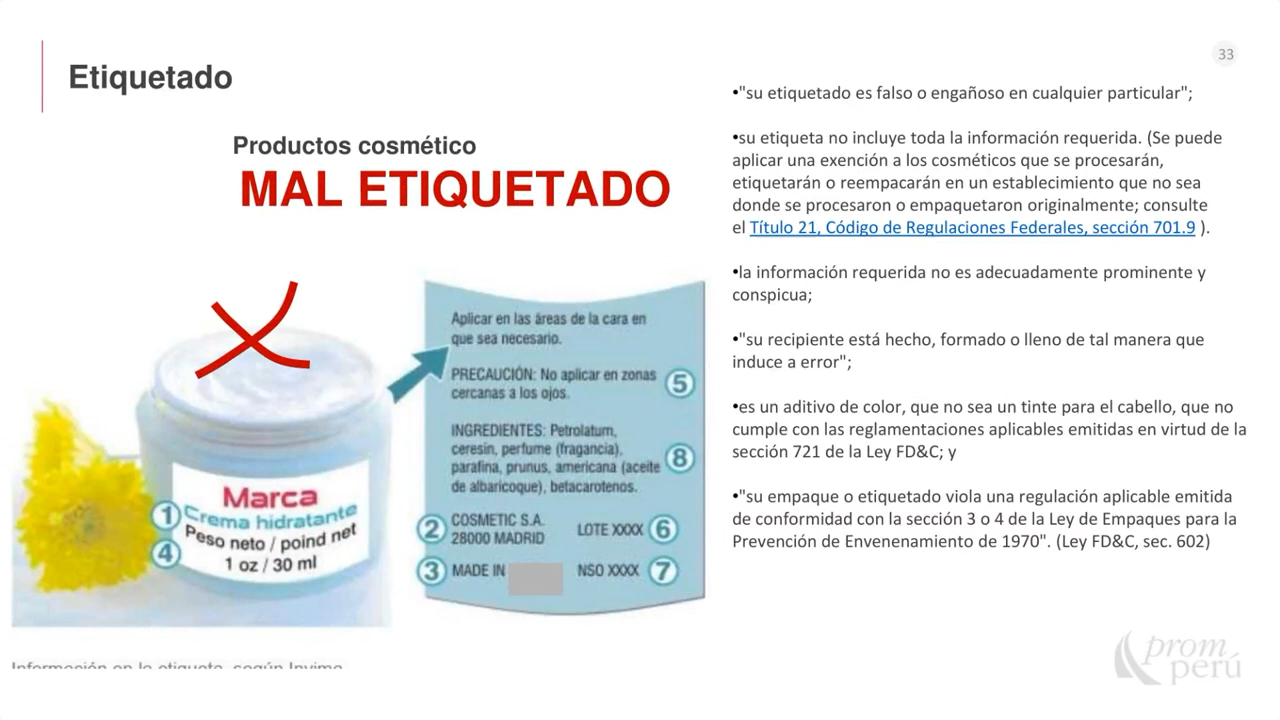 33
Etiquetado
Productos cosmético
MAL ETIQUETADO
Aplicar en las áreas de la cara en
que sea necesario.
PRECAUCIÓN: No aplicar en zonas
cercanas a los ojos.
5
INGREDIENTES: Petrolatum,
ceresin, perfume (fragancia),
parafina, prunus, americana (aceite
de albaricoque), betacarotenos.
8
2 COSMETIC S.A.
28000 MADRID
LOTE XXXX 6
3 MADE IN
NSO XXXX 7
Marca
1 Crema hidratante
4 Peso neto / poind net
1 oz / 30 ml
Información en la etiqueta, según Invima
•"su etiquetado es falso o engañoso en cualquier particular";
•su etiqueta no incluye toda la información requerida. (Se puede
aplicar una exención a los cosméticos que se procesarán,
etiquetarán o reempacarán en un establecimiento que no sea
donde se procesaron o empaquetaron originalmente; consulte
el Título 21, Código de Regulaciones Federales, sección 701.9 ).
•la información requerida no es adecuadamente prominente y
conspicua;
•"su recipiente está hecho, formado o lleno de tal manera que
induce a error";
•es un aditivo de color, que no sea un tinte para el cabello, que no
cumple con las reglamentaciones aplicables emitidas en virtud de la
sección 721 de la Ley FD&C; y
•"su empaque o etiquetado viola una regulación aplicable emitida
de conformidad con la sección 3 o 4 de la Ley de Empaques para la
Prevención de Envenenamiento de 1970". (Ley FD&C, sec. 602)
prom
perú